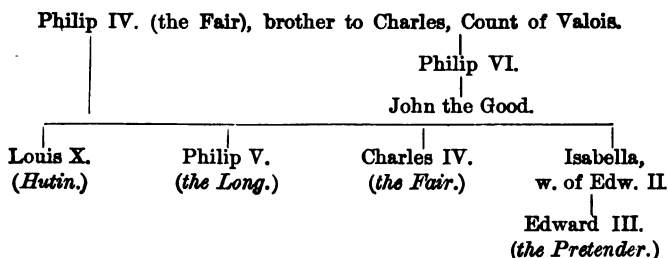 Philip IV. (the Fair), brother to Charles, Count of Valois.
Philip VI.
John the Good.
Louis X. Philip V. Charles IV. Isabella,
(Hutin.) (the Long.) (the Fair.) w. of Edw. II.
Edward III.
(the Pretender.)